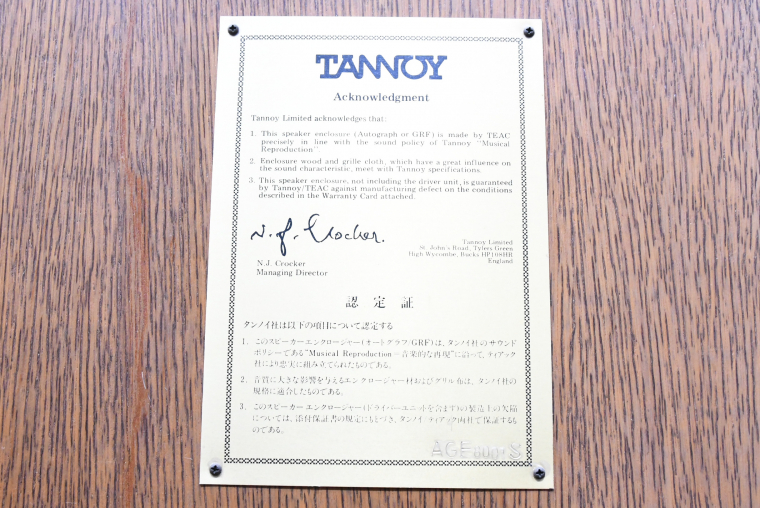 TANNOY
Acknowledgment
Tannoy Limited acknowledges that:
1. This speaker enclosure (Autograph or GRF) is made by TEAC
precisely in line with the sound policy of Tannoy "Musical
Reproduction".
2. Enclosure wood and grille cloth, which have a great influence on
the sound characteristic, meet with Tannoy specifications.
3. This speaker enclosure, not including the driver unit, is guaranteed
by Tannoy/TEAC against manufacturing defect on the conditions
described in the Warranty Card attached.
N.J. Crocker.
N.J. Crocker
Managing Director
Tannoy Limited
St. John's Road, Tylers Green
High Wycombe, Bucks HP108HR
England
認定証
タンノイ社は以下の項目について認定する
1. このスピーカーエンクロージャー(オートグラフ/GRF)は、タンノイ社のサウンド
ポリシーである"Musical Reproduction=音楽的な再現"に沿って、ティアック
社により忠実に組み立てられたものである。
2. 音質に大きな影響を与えるエンクロージャー材およびグリル布は、タンノイ社の
規格に適合したものである。
3. このスピーカーエンクロージャー(ドライバーユニットを含まず)の製造上の欠陥
については、添付保証書の規定にもとづき、タンノイ・ティアック両社で保証するも
のである。